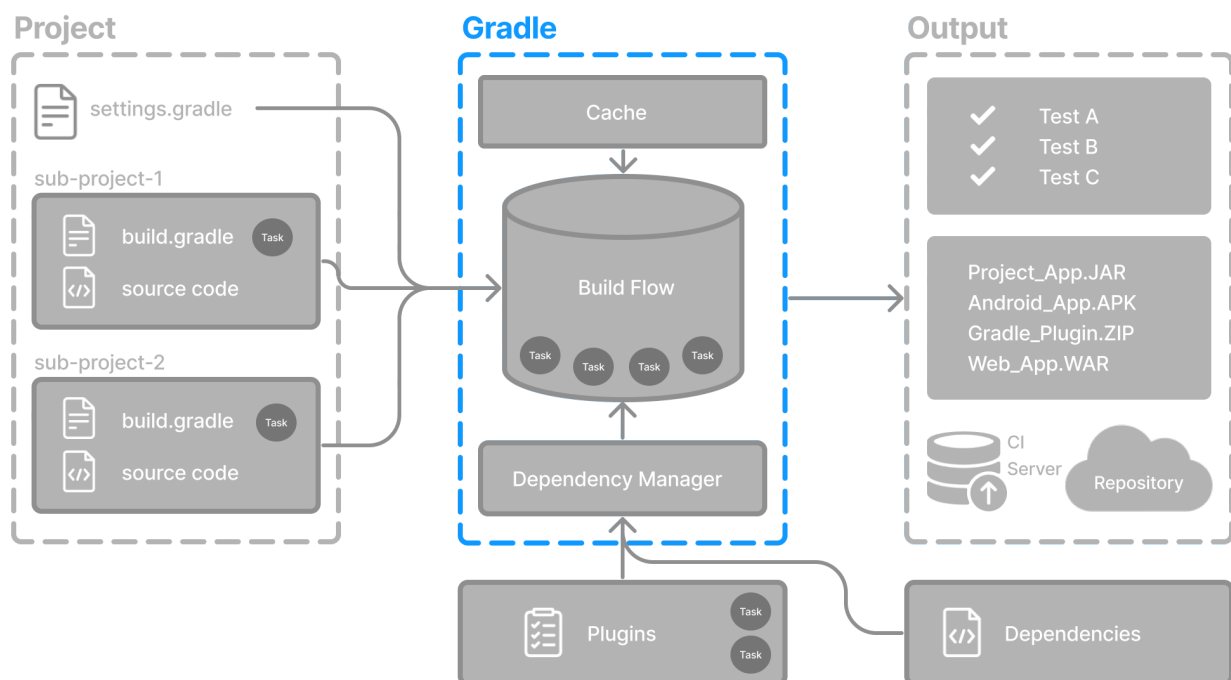 Project
settings.gradle
sub-project-1
build.gradle
Task
source code
sub-project-2
build.gradle
Task
source code
Gradle
Cache
Build Flow
Task
Task
Task
Task
Dependency Manager
Plugins
Task
Task
Output
Test A
Test B
Test C
Project_App.JAR
Android_App.APK
Gradle_Plugin.ZIP
Web_App.WAR
CI
Server
Repository
Dependencies